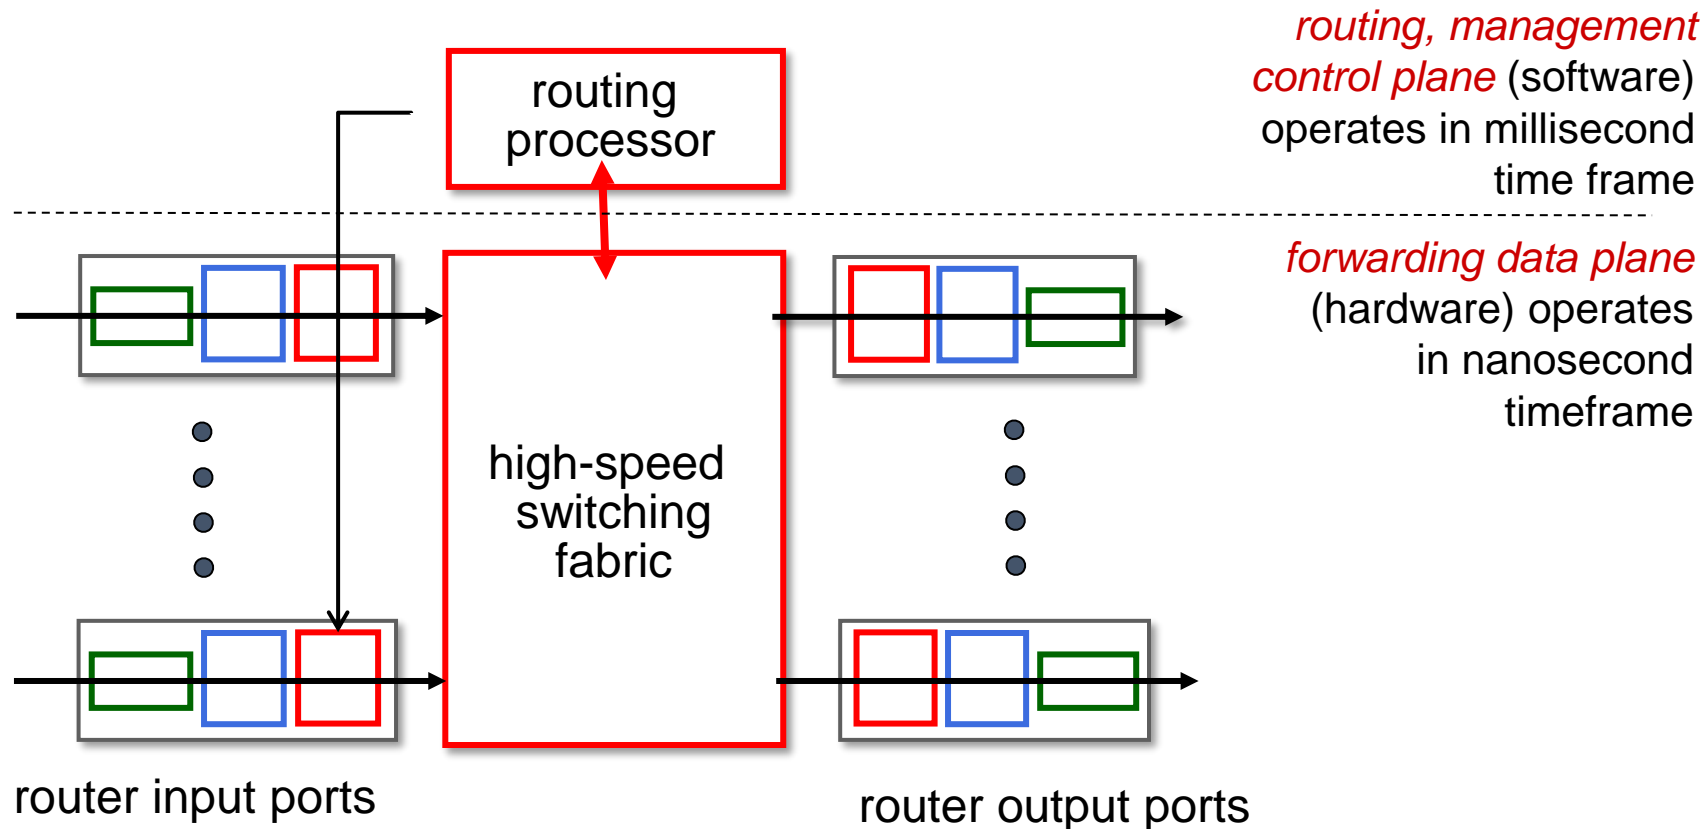 routing, management
control plane (software)
operates in millisecond
time frame
routing
processor
forwarding data plane
(hardware) operates
in nanosecond
timeframe
high-speed
switching
fabric
router input ports
router output ports